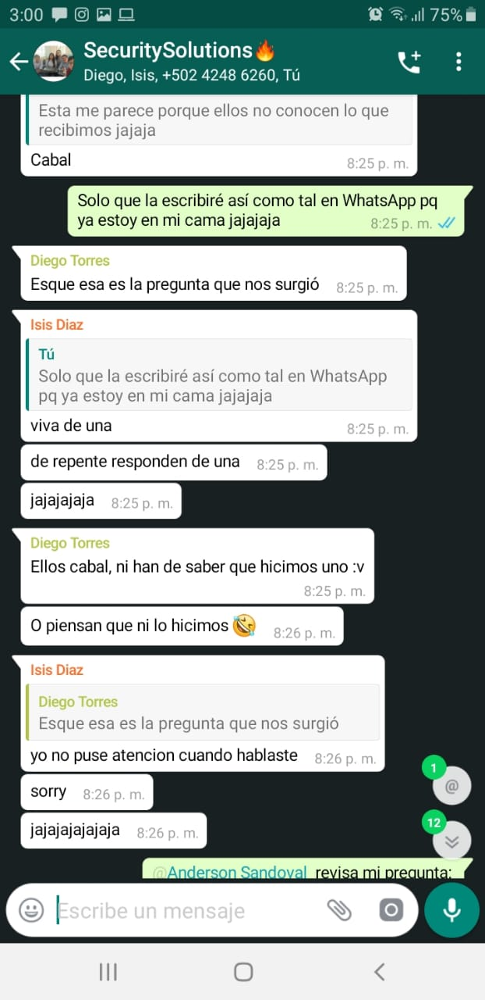 3:00
75%
SecuritySolutions🔥
Diego, Isis, +502 4248 6260, Tú
Esta me parece porque ellos no conocen lo que
recibimos jajaja
Cabal
8:25 p. m.
Solo que la escribiré así como tal en WhatsApp pq
ya estoy en mi cama jajajaja
8:25 p. m.
Diego Torres
Esque esa es la pregunta que nos surgió
8:25 p. m.
Isis Diaz
Tú
Solo que la escribiré así como tal en WhatsApp
pq ya estoy en mi cama jajajaja
viva de una
8:25 p. m.
de repente responden de una
8:25 p. m.
jajajajaja
8:25 p. m.
Diego Torres
Ellos cabal, ni han de saber que hicimos uno :v
8:25 p. m.
O piensan que ni lo hicimos 🤣
8:26 p. m.
Isis Diaz
Diego Torres
Esque esa es la pregunta que nos surgió
yo no puse atencion cuando hablaste
8:26 p. m.
1
@
sorry
8:26 p. m.
12
jajajajajajaja
8:26 p. m.
@Anderson Sandoval revisa mi pregunta:
Escribe un mensaje